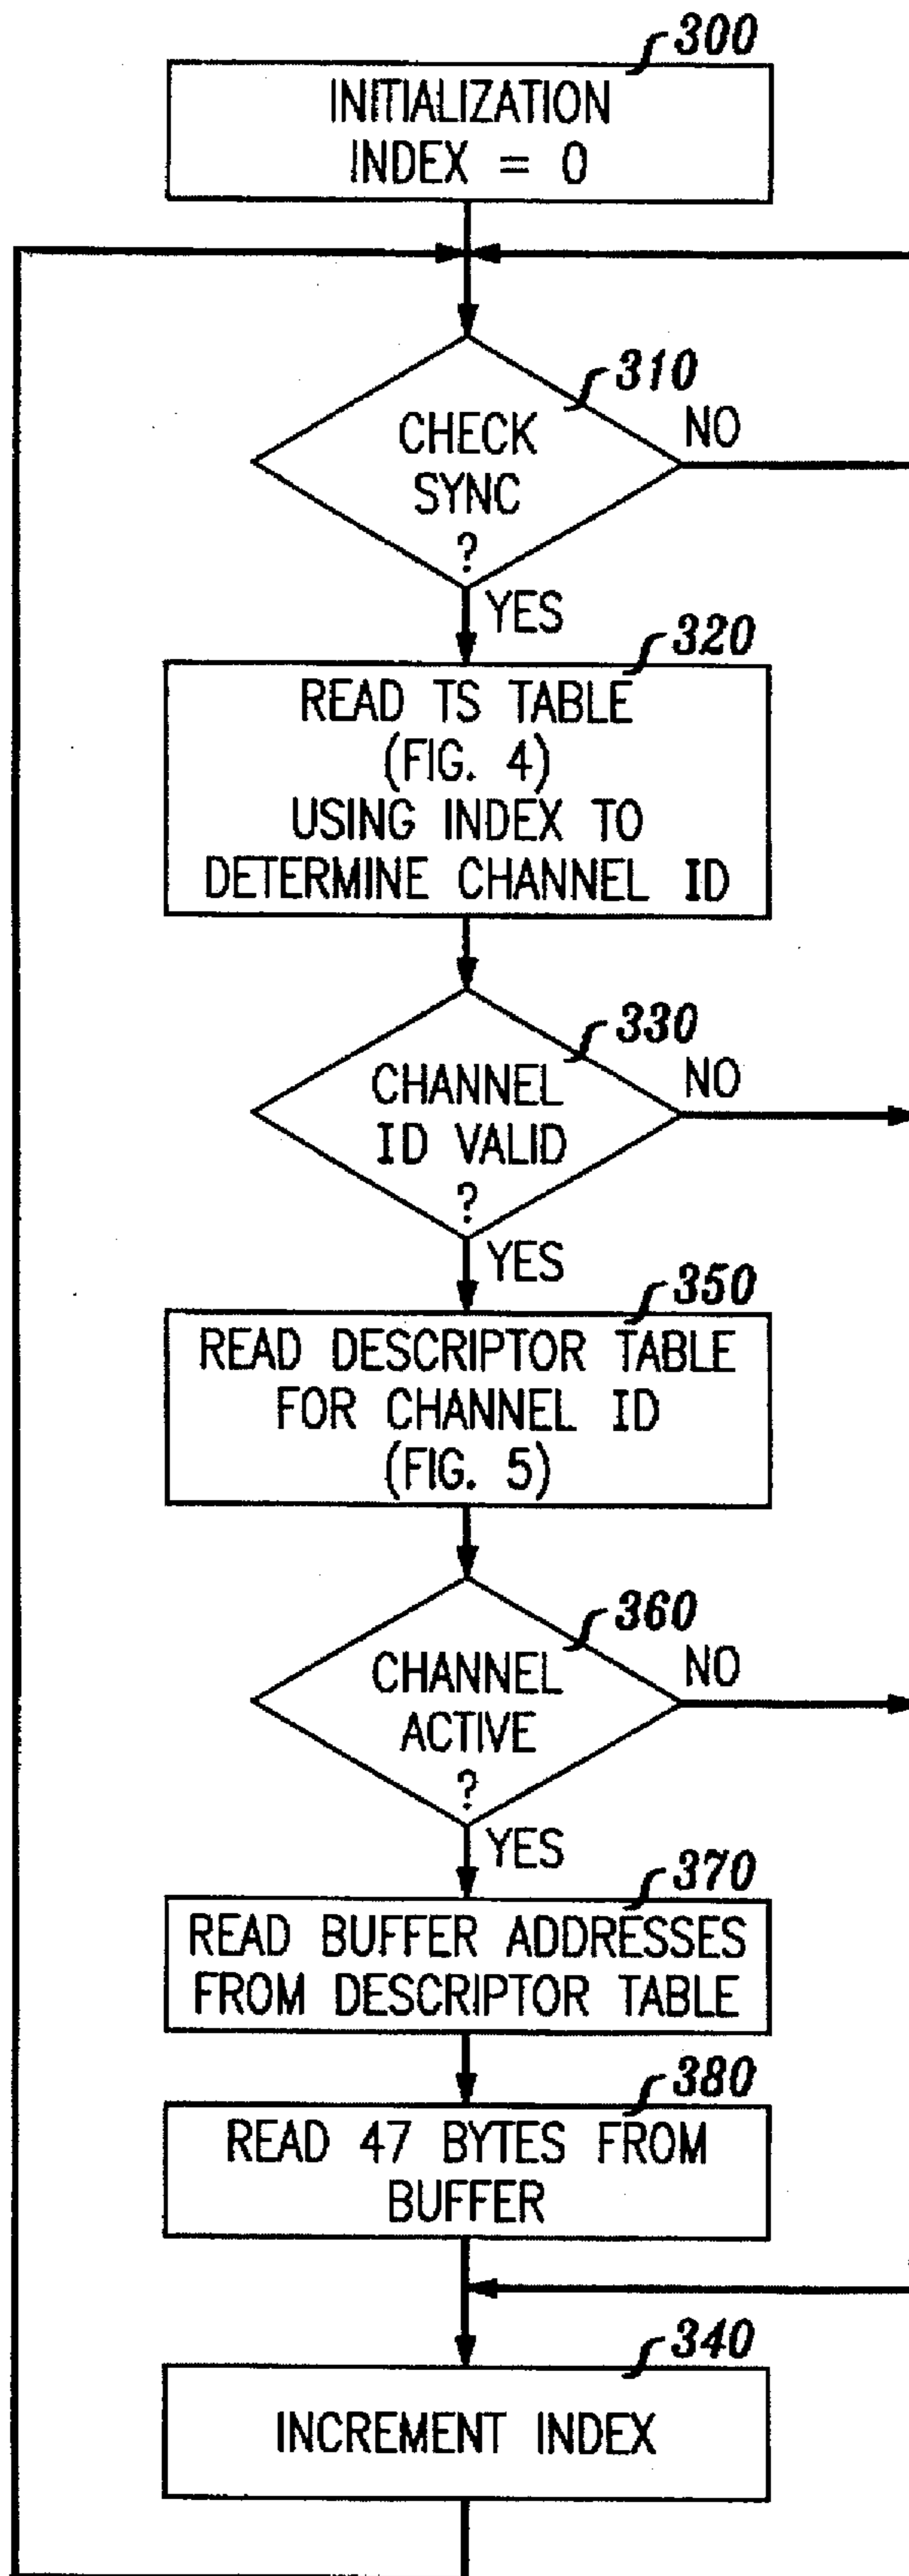 300
INITIALIZATION
INDEX = 0
310
CHECK
SYNC
?
NO
YES
320
READ TS TABLE
(FIG. 4)
USING INDEX TO
DETERMINE CHANNEL ID
330
CHANNEL
ID VALID
?
NO
YES
350
READ DESCRIPTOR TABLE
FOR CHANNEL ID
(FIG. 5)
360
CHANNEL
ACTIVE
?
NO
YES
370
READ BUFFER ADDRESSES
FROM DESCRIPTOR TABLE
380
READ 47 BYTES FROM
BUFFER
340
INCREMENT INDEX